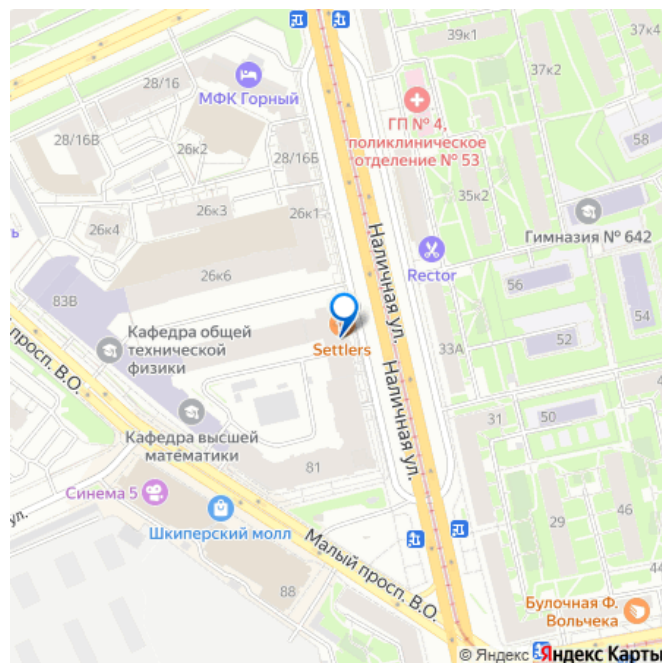 39к1
37к4
28/16
МФК Горный
37к2
28/16В
26к2
28/16Б
ГП № 4,
поликлиническое
отделение № 53
58
35к2
26к4
26к3
26к1
Наличная ул.
Гимназия № 642
Rector
83В
26к6
56
54
Малый просп. В.О.
Кафедра общей
технической
физики
Settlers
33А
52
Наличная ул.
31
50
Кафедра высшей
математики
81
Синема 5
ул.
Шкиперский молл
29
46
Малый просп. В.О.
88
44
Булочная Ф.
Вольчека
© Яндекс Яндекс Карты